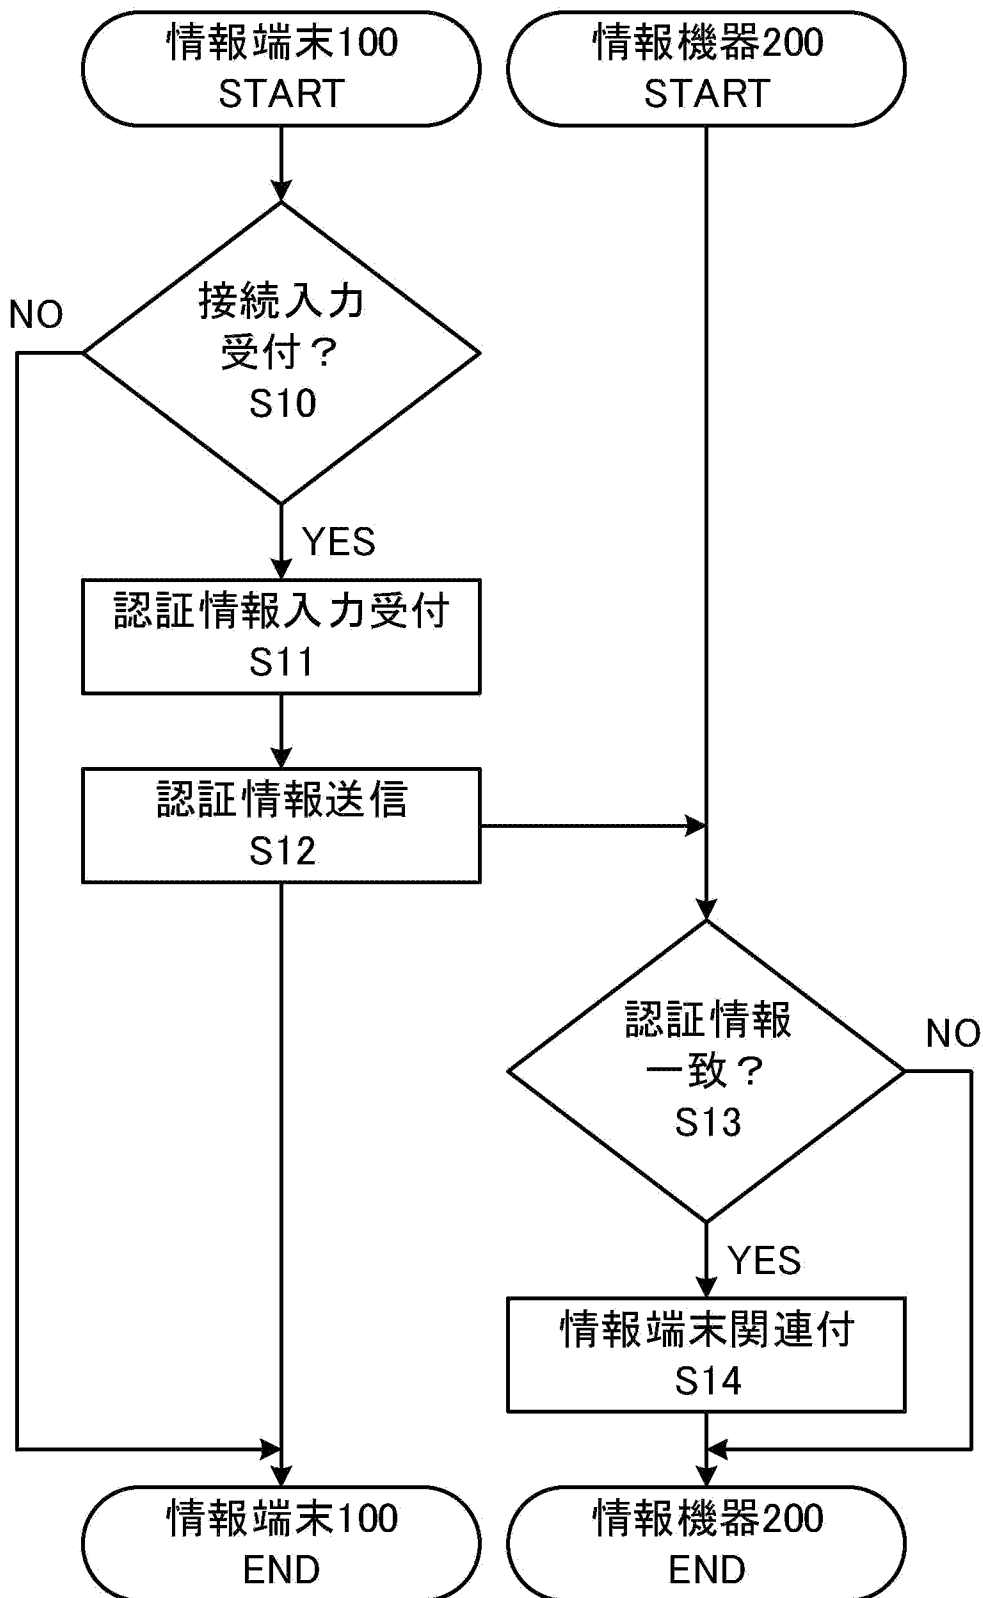 情報端末100
START
情報機器200
START
NO
接続入力
受付？
S10
YES
認証情報入力受付
S11
認証情報送信
S12
認証情報
一致？
S13
NO
YES
情報端末関連付
S14
情報端末100
END
情報機器200
END